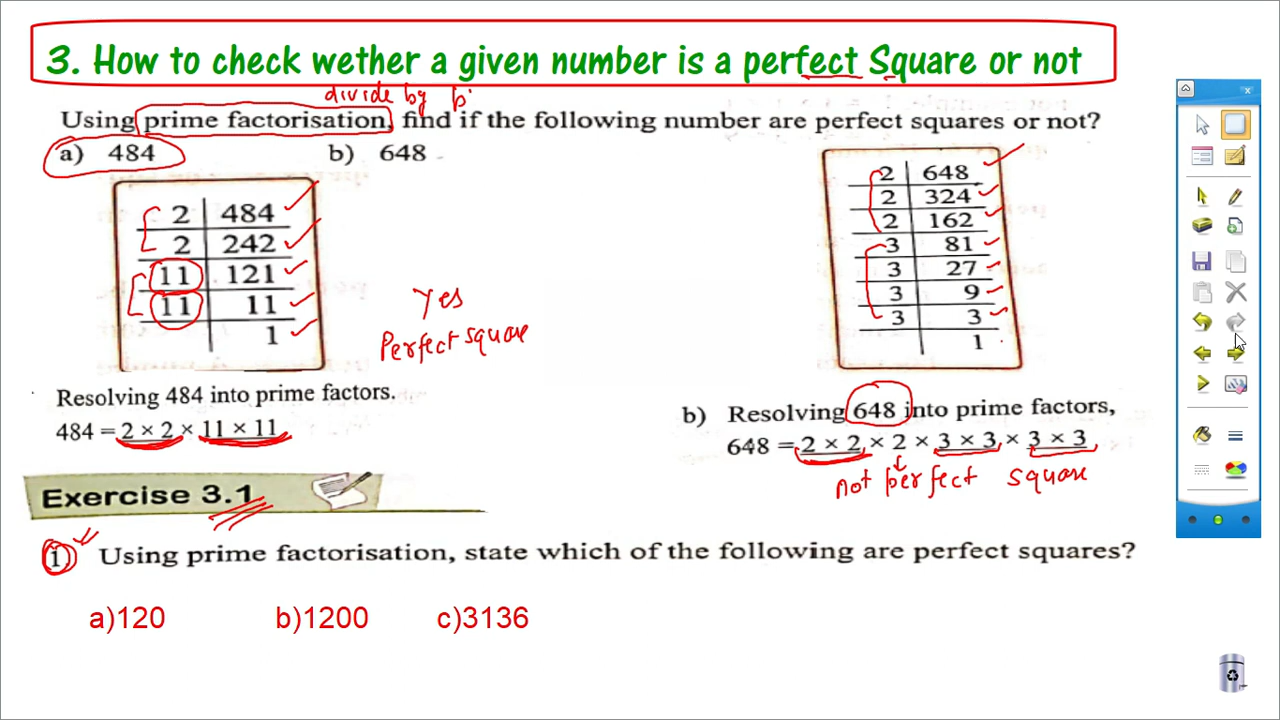 3. How to check wether a given number is a perfect Square or not
divide by p
Using prime factorisation, find if the following number are perfect squares or not?
a) 484 b) 648
2 484
2 242
11 121
11 11
1
Yes
Perfect square
2 648
2 324
2 162
3 81
3 27
3 9
3 3
1
Resolving 484 into prime factors.
484 = 2 × 2 × 11 × 11
b) Resolving 648 into prime factors,
648 = 2 × 2 × 2 × 3 × 3 × 3 × 3
not perfect square
Exercise 3.1
1) Using prime factorisation, state which of the following are perfect squares?
a)120 b)1200 c)3136